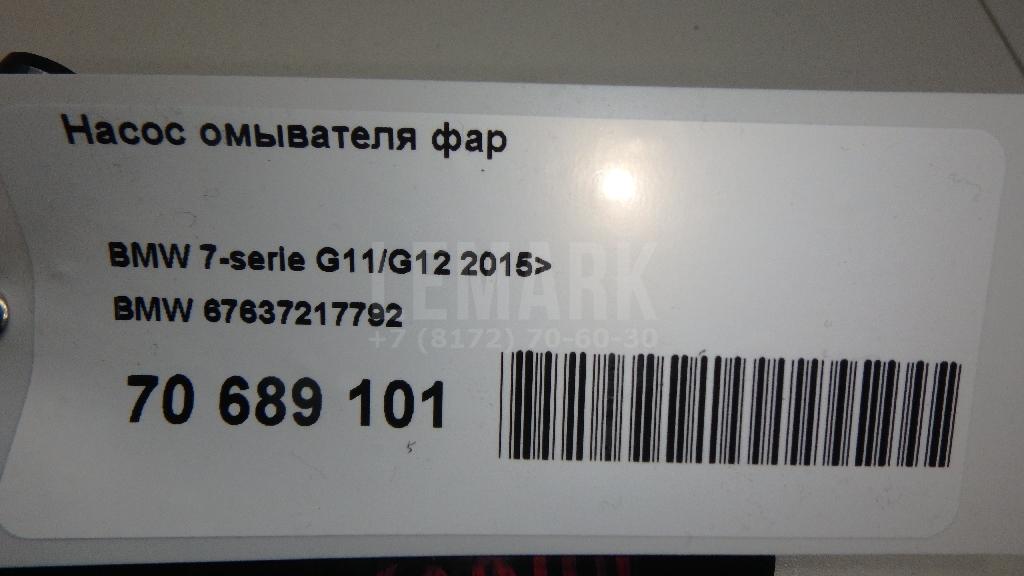 Насос омывателя фар
BMW 7-serie G11/G12 2015>
BMW 67637217792
LEMARK
+7 (8172) 70-60-30
70 689 101